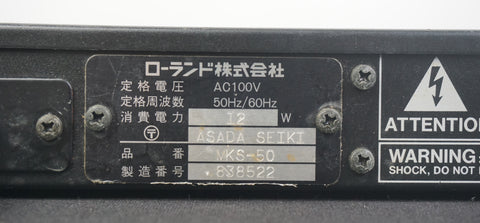 ローランド株式会社
定格電圧 AC100V
定格周波数 50Hz/60Hz
消費電力 12 W
〒 ASADA SEIKI
品番 MKS-50
製造番号 838522
ATTENTION
WARNING:
SHOCK, DO NOT